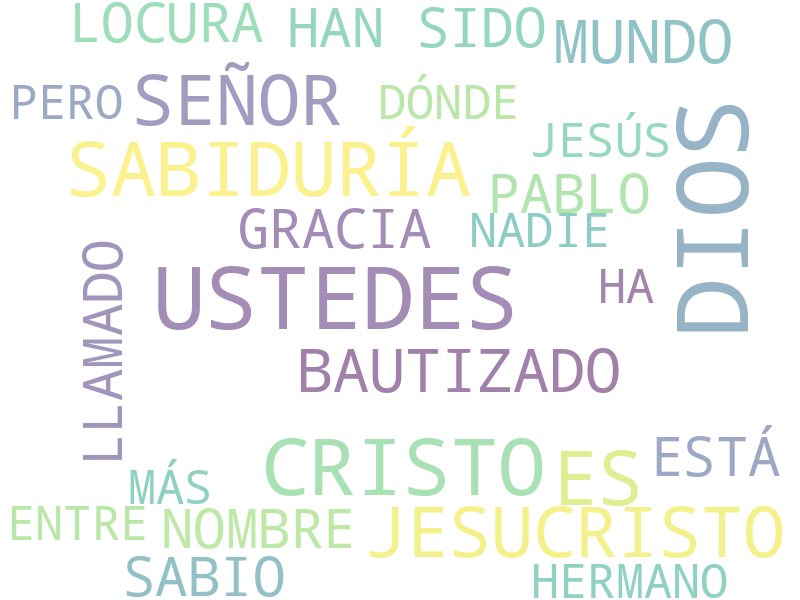 LOCURA HAN SIDO
MUNDO
PERO SEÑOR DÓNDE
JESÚS
DIOS
SABIDURÍA
PABLO
GRACIA NADIE
LLAMADO
USTEDES
HA
BAUTIZADO
CRISTO ES ESTÁ
MÁS
ENTRE NOMBRE JESUCRISTO
SABIO
HERMANO